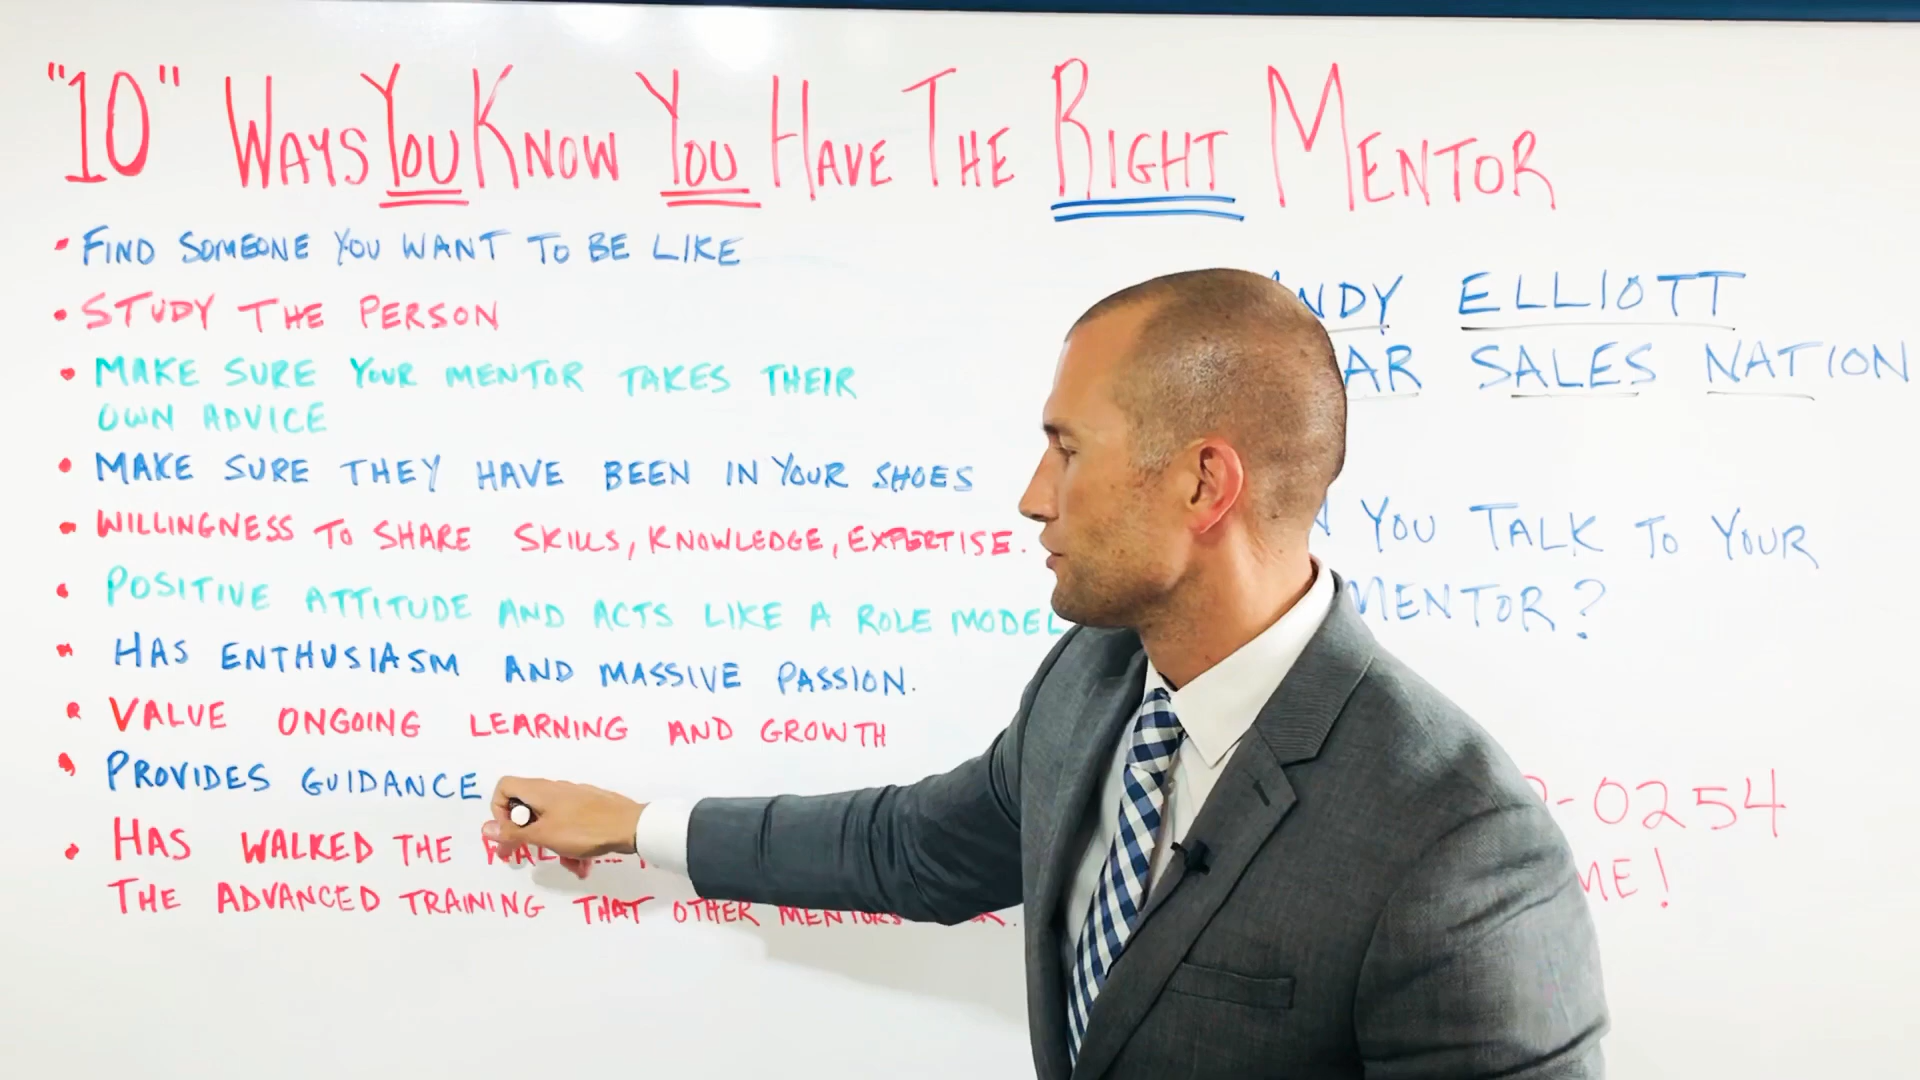 "10" WAYS YOU KNOW YOU HAVE THE RIGHT MENTOR
• FIND SOMEONE YOU WANT TO BE LIKE
• STUDY THE PERSON
• MAKE SURE YOUR MENTOR TAKES THEIR
OWN ADVICE
• MAKE SURE THEY HAVE BEEN IN YOUR SHOES
• WILLINGNESS TO SHARE SKILLS, KNOWLEDGE, EXPERTISE.
• POSITIVE ATTITUDE AND ACTS LIKE A ROLE MODEL
• HAS ENTHUSIASM AND MASSIVE PASSION.
• VALUE ONGOING LEARNING AND GROWTH
• PROVIDES GUIDANCE
• HAS WALKED THE
THE ADVANCED TRAINING THAT OTHER MENTORS
NDY ELLIOTT
AR SALES NATION
YOU TALK TO YOUR
MENTOR?
-0254
ME!